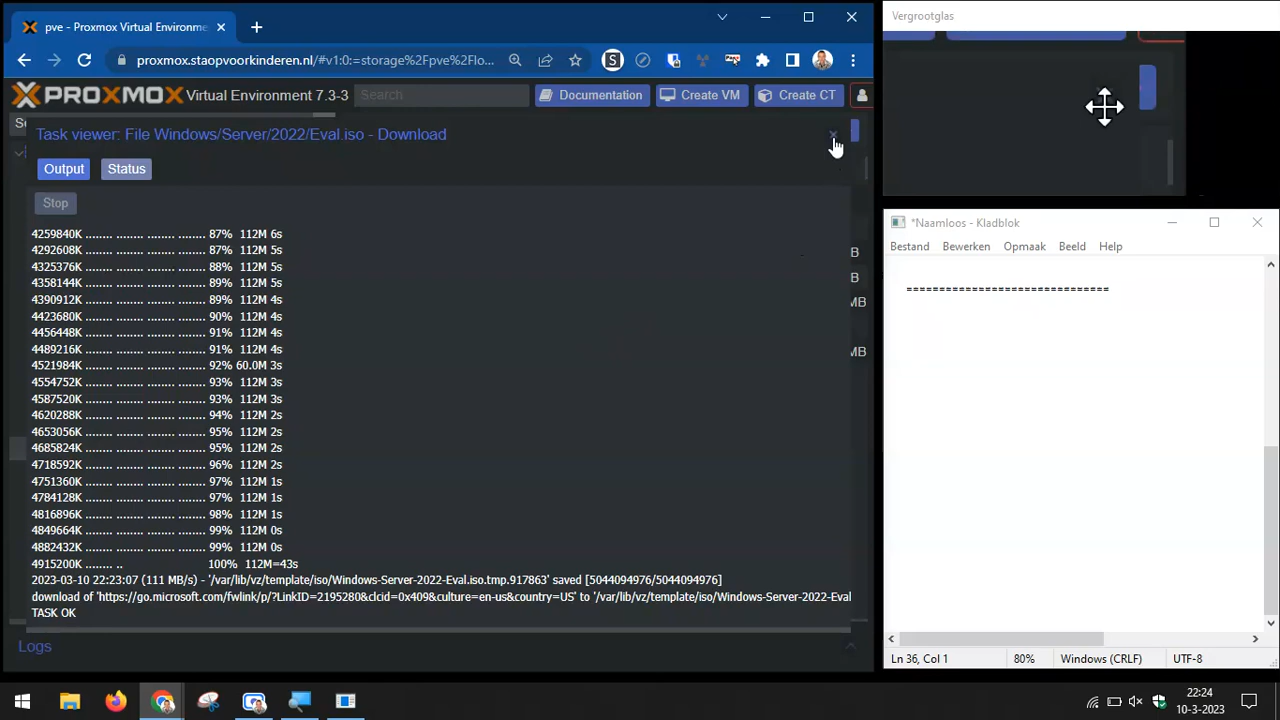 pve - Proxmox Virtual Environme
proxmox.staopvoorkinderen.nl/#v1:0:=storage%2Fpve%2Flo...
PROXMOX Virtual Environment 7.3-3
Search
Documentation
Create VM
Create CT
Task viewer: File Windows/Server/2022/Eval.iso - Download
Output
Status
Stop
4259840K ........ ........ ........ ........ 87% 112M 6s
4292608K ........ ........ ........ ........ 87% 112M 5s
4325376K ........ ........ ........ ........ 88% 112M 5s
4358144K ........ ........ ........ ........ 89% 112M 5s
4390912K ........ ........ ........ ........ 89% 112M 4s
4423680K ........ ........ ........ ........ 90% 112M 4s
4456448K ........ ........ ........ ........ 91% 112M 4s
4489216K ........ ........ ........ ........ 91% 112M 4s
4521984K ........ ........ ........ ........ 92% 60.0M 3s
4554752K ........ ........ ........ ........ 93% 112M 3s
4587520K ........ ........ ........ ........ 93% 112M 3s
4620288K ........ ........ ........ ........ 94% 112M 2s
4653056K ........ ........ ........ ........ 95% 112M 2s
4685824K ........ ........ ........ ........ 95% 112M 2s
4718592K ........ ........ ........ ........ 96% 112M 2s
4751360K ........ ........ ........ ........ 97% 112M 1s
4784128K ........ ........ ........ ........ 97% 112M 1s
4816896K ........ ........ ........ ........ 98% 112M 1s
4849664K ........ ........ ........ ........ 99% 112M 0s
4882432K ........ ........ ........ ........ 99% 112M 0s
4915200K ........ .. 100% 112M=43s
2023-03-10 22:23:07 (111 MB/s) - '/var/lib/vz/template/iso/Windows-Server-2022-Eval.iso.tmp.917863' saved [5044094976/5044094976]
download of 'https://go.microsoft.com/fwlink/p/?LinkID=2195280&clcid=0x409&culture=en-us&country=US' to '/var/lib/vz/template/iso/Windows-Server-2022-Eval
TASK OK
Logs
B
B
MB
MB
Vergrootglas
*Naamloos - Kladblok
Bestand Bewerken Opmaak Beeld Help
===============================
Ln 36, Col 1 80% Windows (CRLF) UTF-8
22:24
10-3-2023